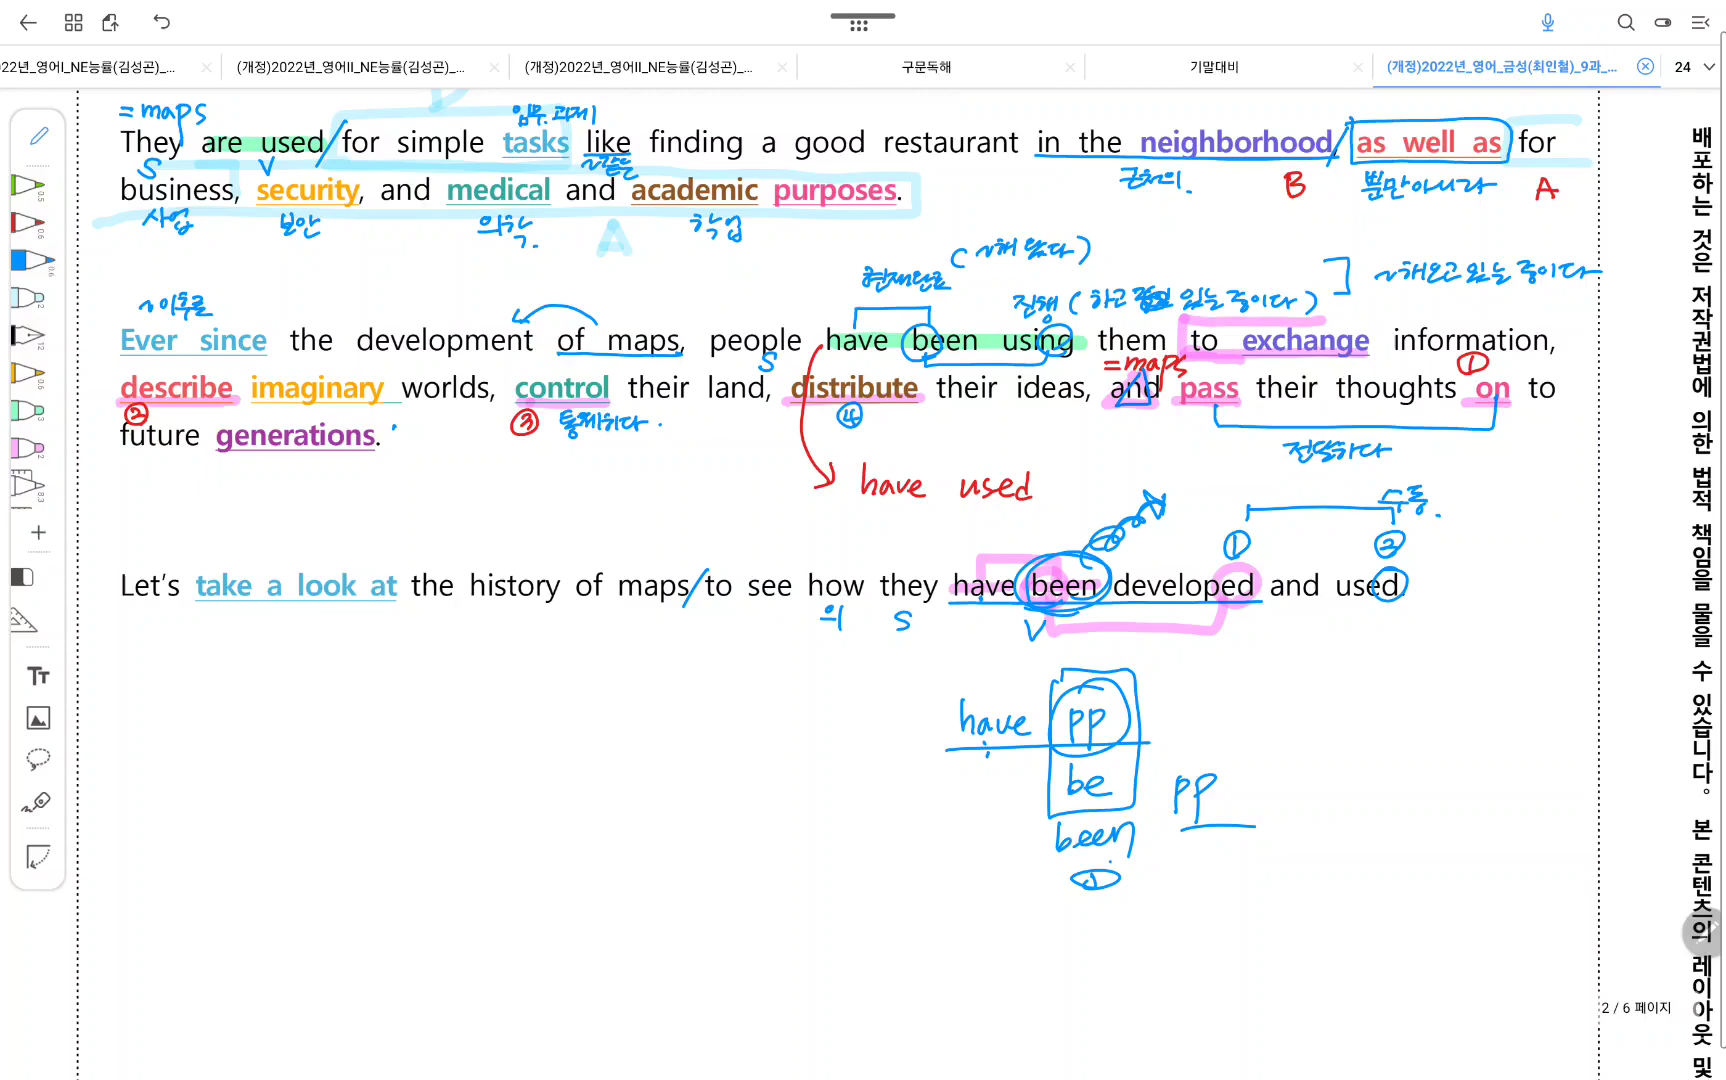 22년_영어I_NE능률(김성곤)_...
(개정)2022년_영어II_NE능률(김성곤)_...
(개정)2022년_영어II_NE능률(김성곤)_...
구문독해
기말대비
(개정)2022년_영어_금성(최인철)_9과_...
24
= maps
업무, 과제
They are used for simple tasks like finding a good restaurant in the neighborhood, as well as for
S V ~같은 근처의. B 뿐만아니라 A
business, security, and medical and academic purposes.
사업 보안 의학. A 학업
현재완료 (~해 왔다)
~이후로 진행 (하고 있는 중이다) ~해오고 있는 중이다
Ever since the development of maps, people have been using them to exchange information,
S = maps ①
describe imaginary worlds, control their land, distribute their ideas, and pass their thoughts on to
② ③ 통제하다. ④
future generations.
전달하다
have used
수동.
① ②
Let's take a look at the history of maps to see how they have been developed and used.
의 S V
have pp
be pp
been
2 / 6 페이지
배포하는 것은 저작권법에 의한 법적 책임을 물을 수 있습니다. 본 콘텐츠의 레이아웃 및